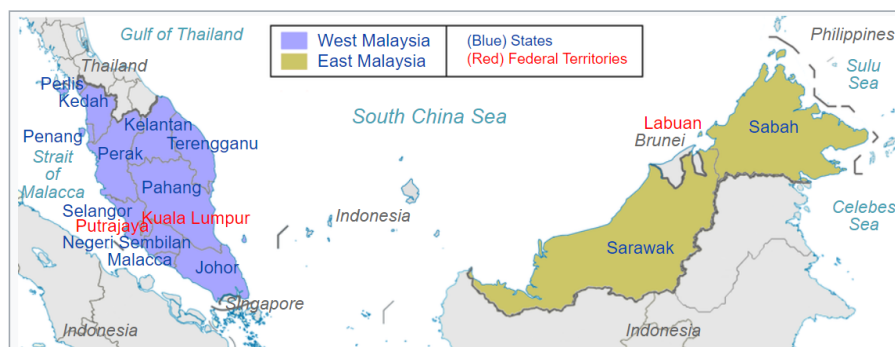 Gulf of Thailand
West Malaysia
East Malaysia
(Blue) States
(Red) Federal Territories
Philippines
Sulu
Sea
Thailand
Perlis
Kedah
Penang
Kelantan
Terengganu
Perak
Strait
of
Malacca
Pahang
South China Sea
Labuan
Brunei
Sabah
Selangor
Kuala Lumpur
Putrajaya
Negeri Sembilan
Malacca
Johor
Indonesia
Sarawak
Celebes
Sea
Singapore
Indonesia
Indonesia